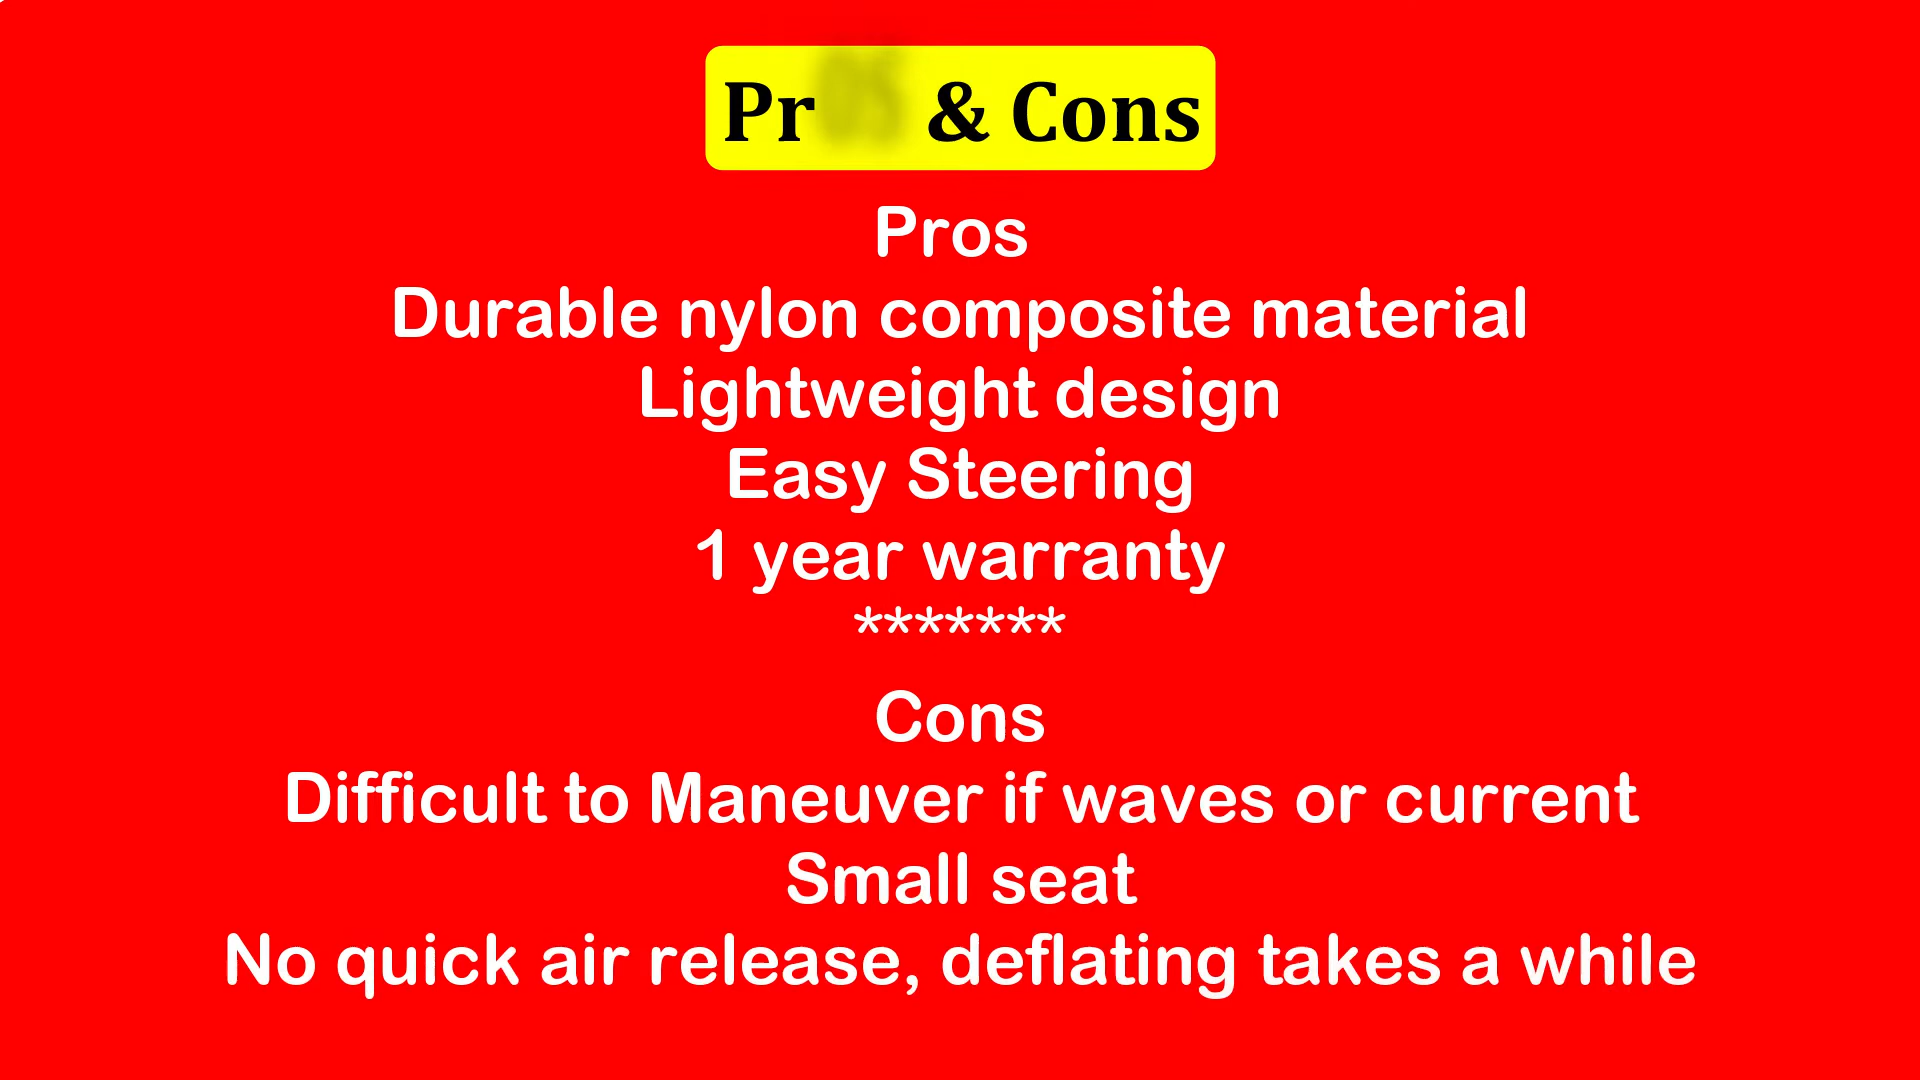 Pros & Cons
Pros
Durable nylon composite material
Lightweight design
Easy Steering
1 year warranty
*******
Cons
Difficult to Maneuver if waves or current
Small seat
No quick air release, deflating takes a while